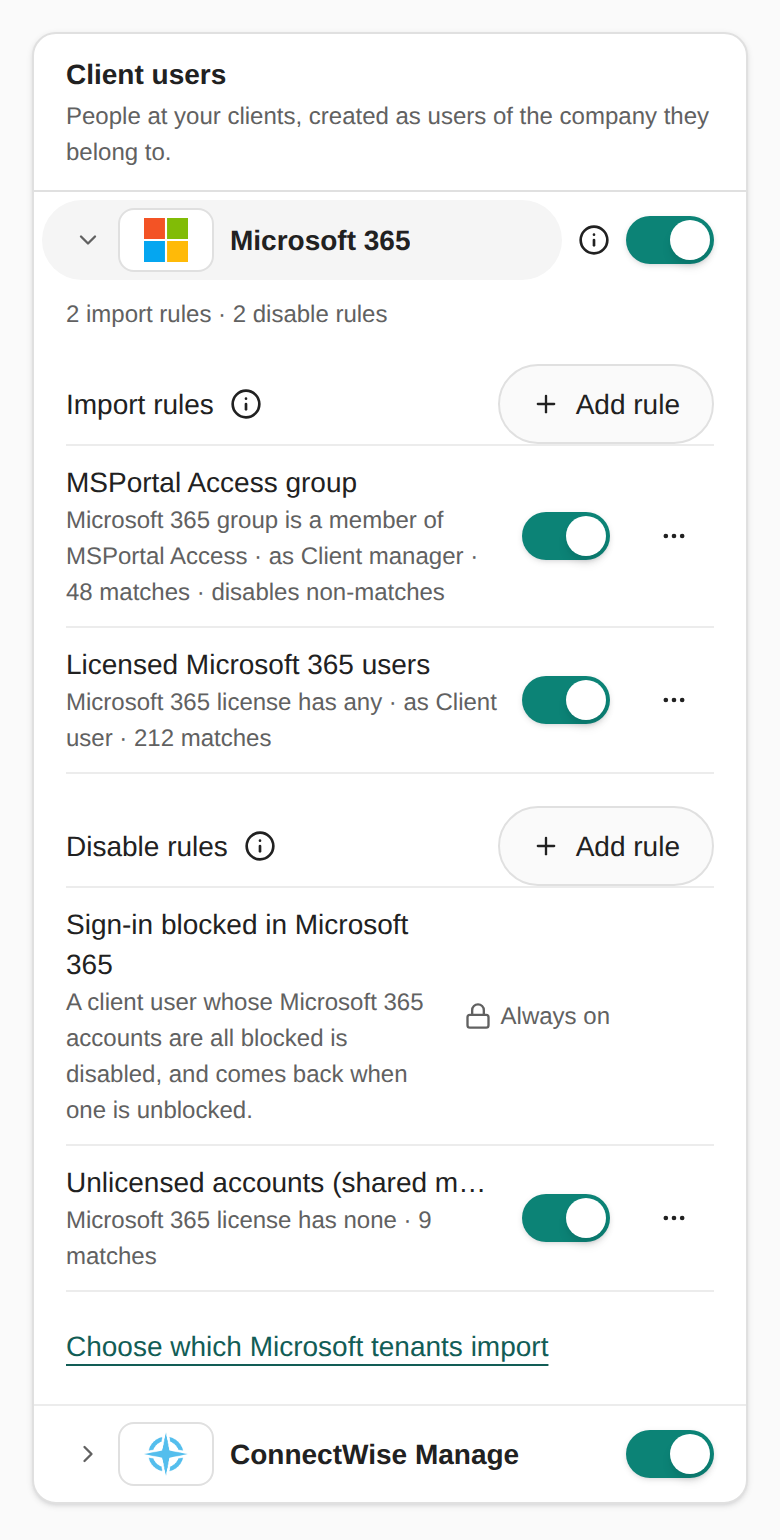 Client users
People at your clients, created as users of the company they
belong to.
Microsoft 365
2 import rules · 2 disable rules
Import rules
Add rule
MSPortal Access group
Microsoft 365 group is a member of
MSPortal Access · as Client manager ·
48 matches · disables non-matches
Licensed Microsoft 365 users
Microsoft 365 license has any · as Client
user · 212 matches
Disable rules
Add rule
Sign-in blocked in Microsoft
365
A client user whose Microsoft 365
accounts are all blocked is
disabled, and comes back when
one is unblocked.
Always on
Unlicensed accounts (shared m…
Microsoft 365 license has none · 9
matches
Choose which Microsoft tenants import
ConnectWise Manage